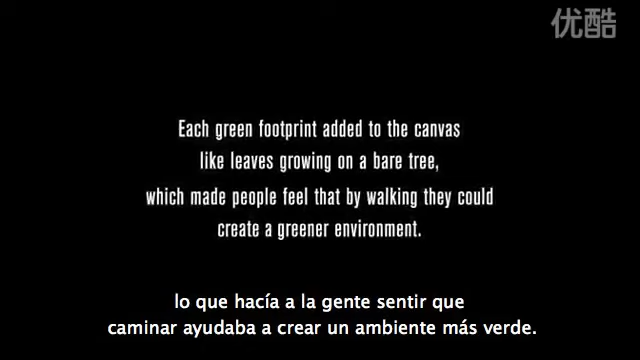 优酷
Each green footprint added to the canvas
like leaves growing on a bare tree,
which made people feel that by walking they could
create a greener environment.
lo que hacía a la gente sentir que
caminar ayudaba a crear un ambiente más verde.